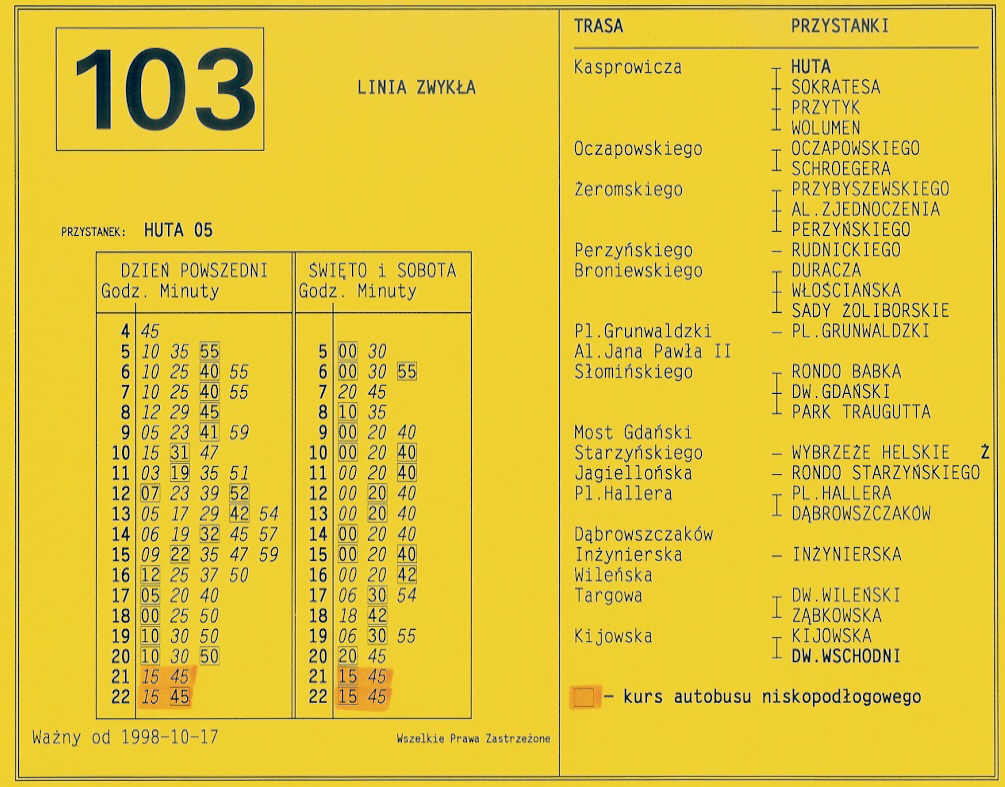 103
LINIA ZWYKŁA
PRZYSTANEK: HUTA 05
DZIEŃ POWSZEDNI
Godz. Minuty
4 45
5 10 35 55
6 10 25 40 55
7 10 25 40 55
8 12 29 45
9 05 23 41 59
10 15 31 47
11 03 19 35 51
12 07 23 39 52
13 05 17 29 42 54
14 06 19 32 45 57
15 09 22 35 47 59
16 12 25 37 50
17 05 20 40
18 00 25 50
19 10 30 50
20 10 30 50
21 15 45
22 15 45
ŚWIĘTO i SOBOTA
Godz. Minuty
5 00 30
6 00 30 55
7 20 45
8 10 35
9 00 20 40
10 00 20 40
11 00 20 40
12 00 20 40
13 00 20 40
14 00 20 40
15 00 20 40
16 00 20 42
17 06 30 54
18 18 42
19 06 30 55
20 20 45
21 15 45
22 15 45
Ważny od 1998-10-17
Wszelkie Prawa Zastrzeżone
TRASA PRZYSTANKI
Kasprowicza HUTA
SOKRATESA
PRZYTYK
WOLUMEN
Oczapowskiego OCZAPOWSKIEGO
SCHROEGERA
Żeromskiego PRZYBYSZEWSKIEGO
AL.ZJEDNOCZENIA
PERZYŃSKIEGO
Perzyńskiego – RUDNICKIEGO
Broniewskiego DURACZA
WŁOŚCIAŃSKA
SADY ŻOLIBORSKIE
Pl.Grunwaldzki – PL.GRUNWALDZKI
Al.Jana Pawła II
Słomińskiego RONDO BABKA
DW.GDAŃSKI
PARK TRAUGUTTA
Most Gdański
Starzyńskiego – WYBRZEŻE HELSKIE Ż
Jagiellońska – RONDO STARZYŃSKIEGO
Pl.Hallera PL.HALLERA
DĄBROWSZCZAKÓW
Dąbrowszczaków
Inżynierska – INŻYNIERSKA
Wileńska
Targowa DW.WILEŃSKI
ZĄBKOWSKA
Kijowska KIJOWSKA
DW.WSCHODNI
– kurs autobusu niskopodłogowego